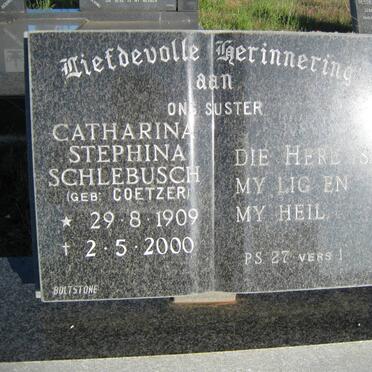 Liefdevolle Herinnering
aan
ONS SUSTER
CATHARINA
STEPHINA
SCHLEBUSCH
(GEB: COETZER)
★ 29·8·1909
† 2·5·2000
DIE HERE IS
MY LIG EN
MY HEIL
PS 27 VERS 1
BOLTSTONE